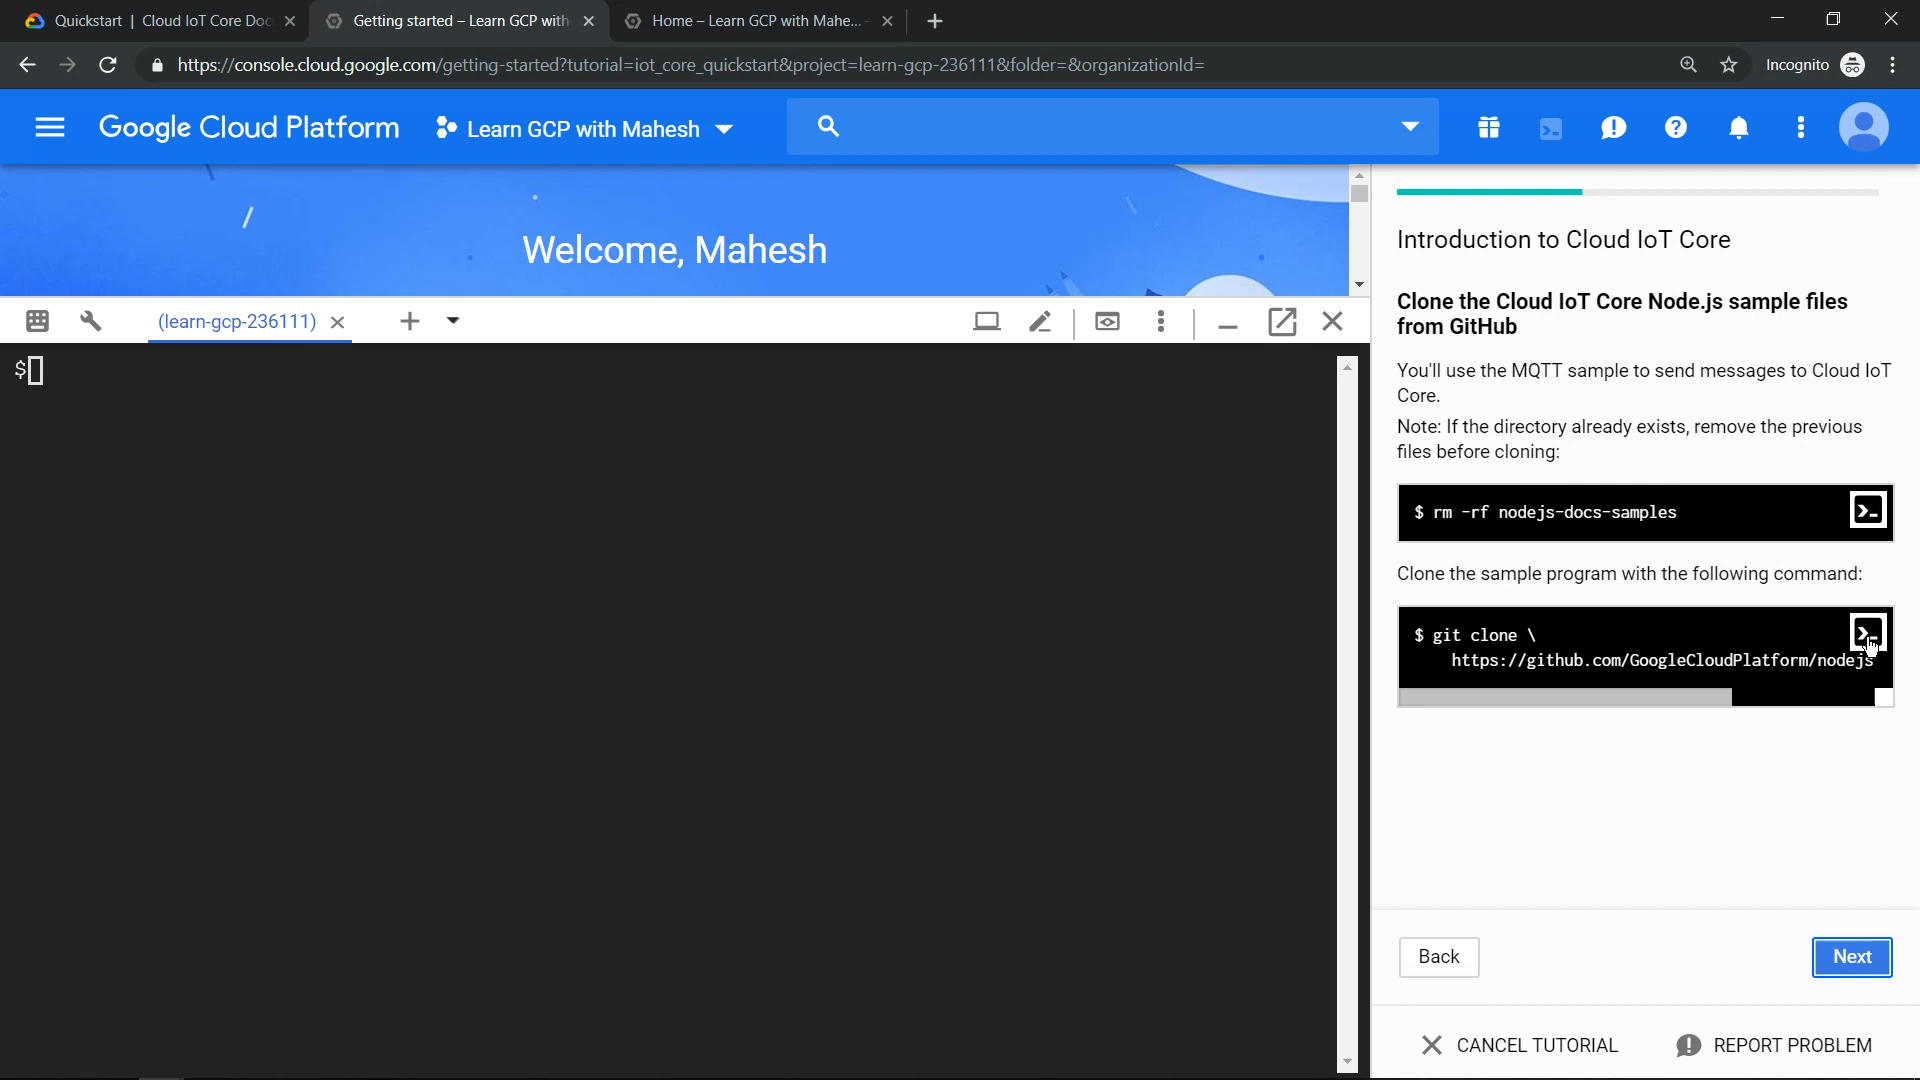 Quickstart | Cloud IoT Core Doc
Getting started – Learn GCP with
Home – Learn GCP with Mahe...
https://console.cloud.google.com/getting-started?tutorial=iot_core_quickstart&project=learn-gcp-236111&folder=&organizationId=
Incognito
Google Cloud Platform
Learn GCP with Mahesh
Welcome, Mahesh
(learn-gcp-236111)
$
Introduction to Cloud IoT Core
Clone the Cloud IoT Core Node.js sample files
from GitHub
You'll use the MQTT sample to send messages to Cloud IoT
Core.
Note: If the directory already exists, remove the previous
files before cloning:
$ rm -rf nodejs-docs-samples
Clone the sample program with the following command:
$ git clone \
https://github.com/GoogleCloudPlatform/nodejs
Back
Next
CANCEL TUTORIAL
REPORT PROBLEM